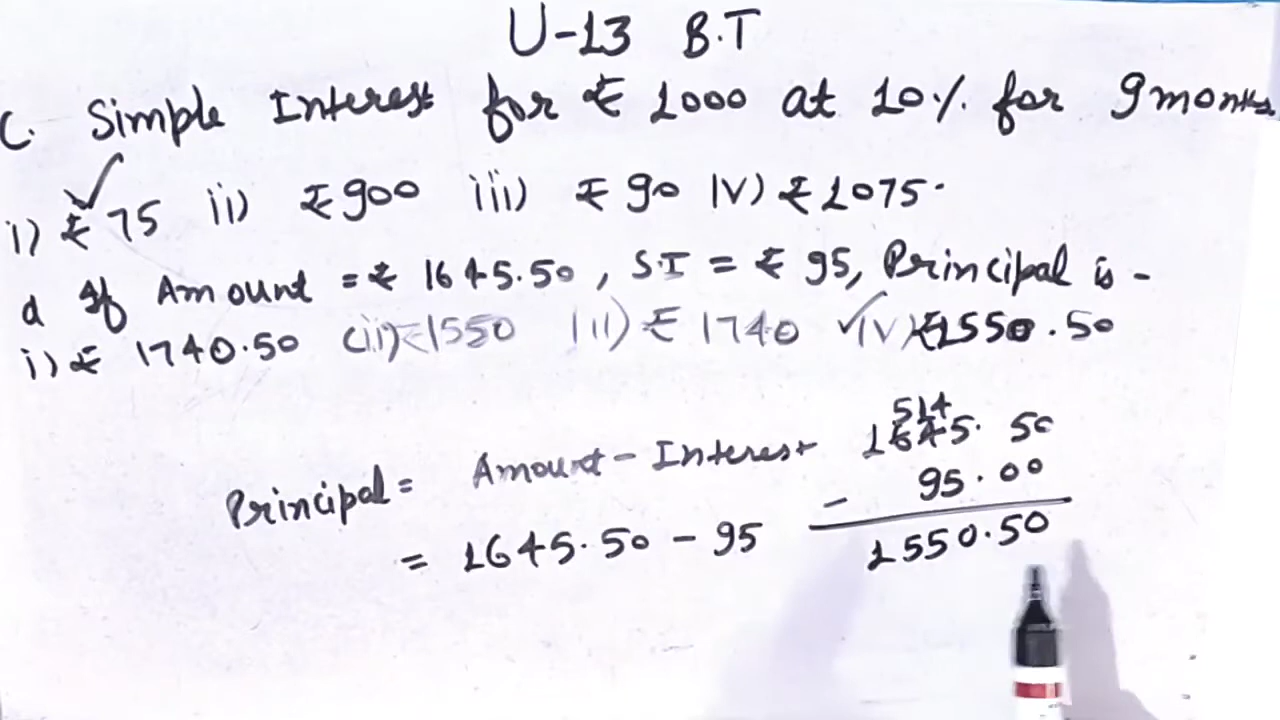 U-13 B.T
C. Simple Interest for ₹ 1000 at 10% for 9 months.
i) ₹ 75 ii) ₹ 900 iii) ₹ 90 iv) ₹ 1075.
d If Amount = ₹ 1645.50, S.I = ₹ 95, Principal is -
i) ₹ 1740.50 (ii) ₹ 1550 iii) ₹ 1740 iv) ₹ 1550.50
514
Principal = Amount - Interest 1645.50
- 95.00
= 1645.50 - 95 1550.50